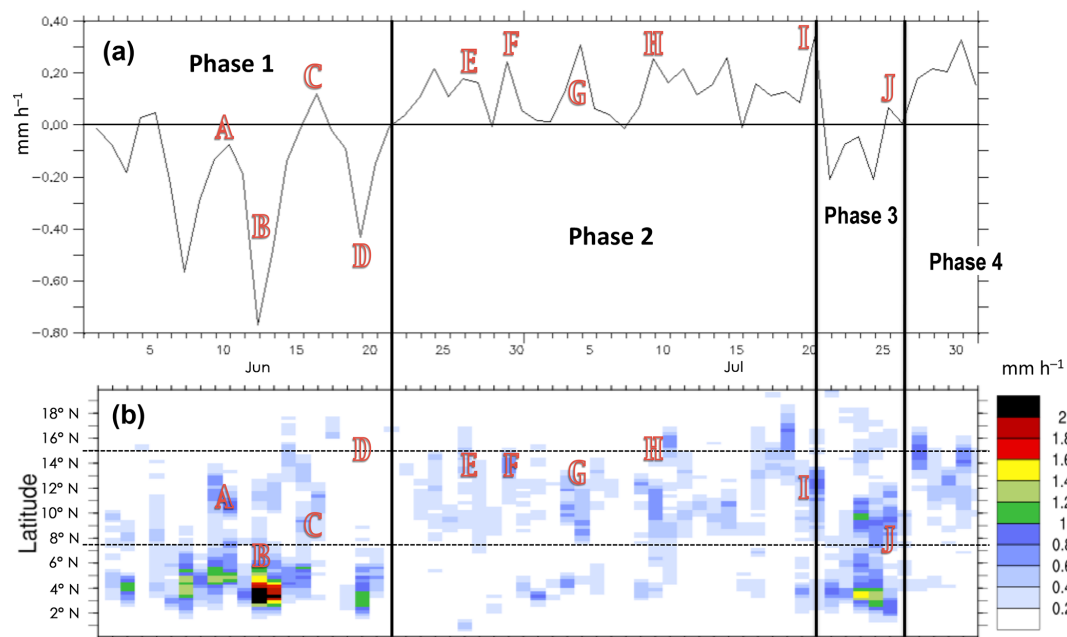 (a)
Phase 1
Phase 2
Phase 3
Phase 4
A
B
C
D
E
F
G
H
I
J
mm h⁻¹
0,40
0,20
0,00
−0,20
−0,40
−0,60
−0,80
5 10 15 20 25 30 5 10 15 20 25 30
Jun Jul
(b)
D
E F G H
A
I
C
B
J
Latitude
18° N
16° N
14° N
12° N
10° N
8° N
6° N
4° N
2° N
mm h⁻¹
2
1.8
1.6
1.4
1.2
1
0.8
0.6
0.4
0.2